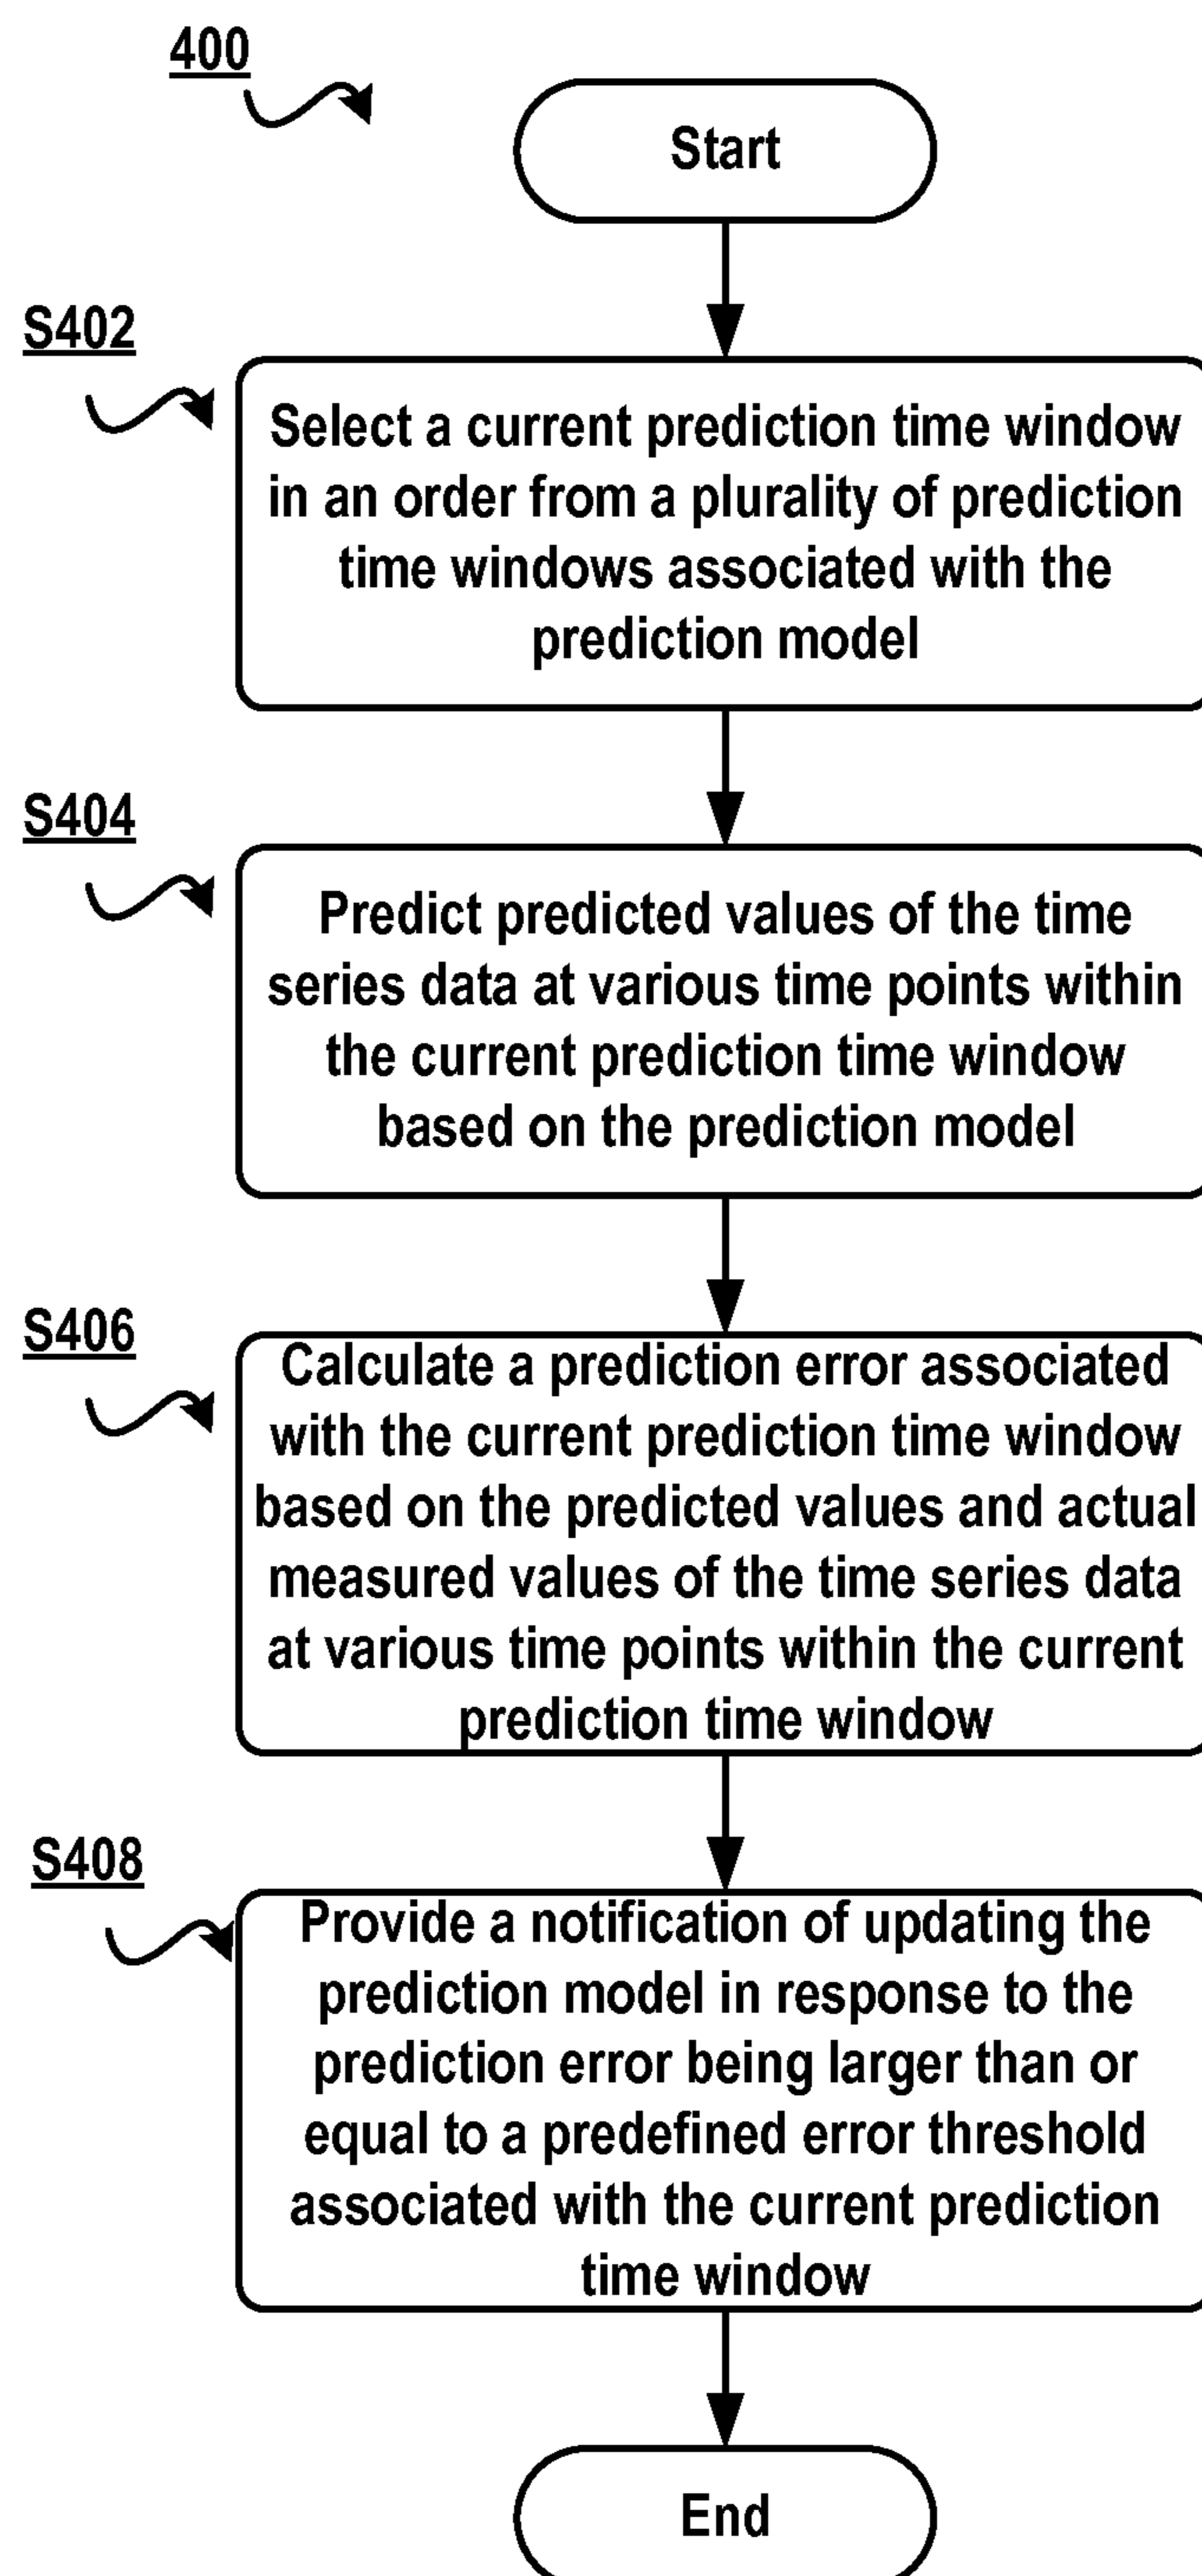 400
Start
S402
Select a current prediction time window
in an order from a plurality of prediction
time windows associated with the
prediction model
S404
Predict predicted values of the time
series data at various time points within
the current prediction time window
based on the prediction model
S406
Calculate a prediction error associated
with the current prediction time window
based on the predicted values and actual
measured values of the time series data
at various time points within the current
prediction time window
S408
Provide a notification of updating the
prediction model in response to the
prediction error being larger than or
equal to a predefined error threshold
associated with the current prediction
time window
End